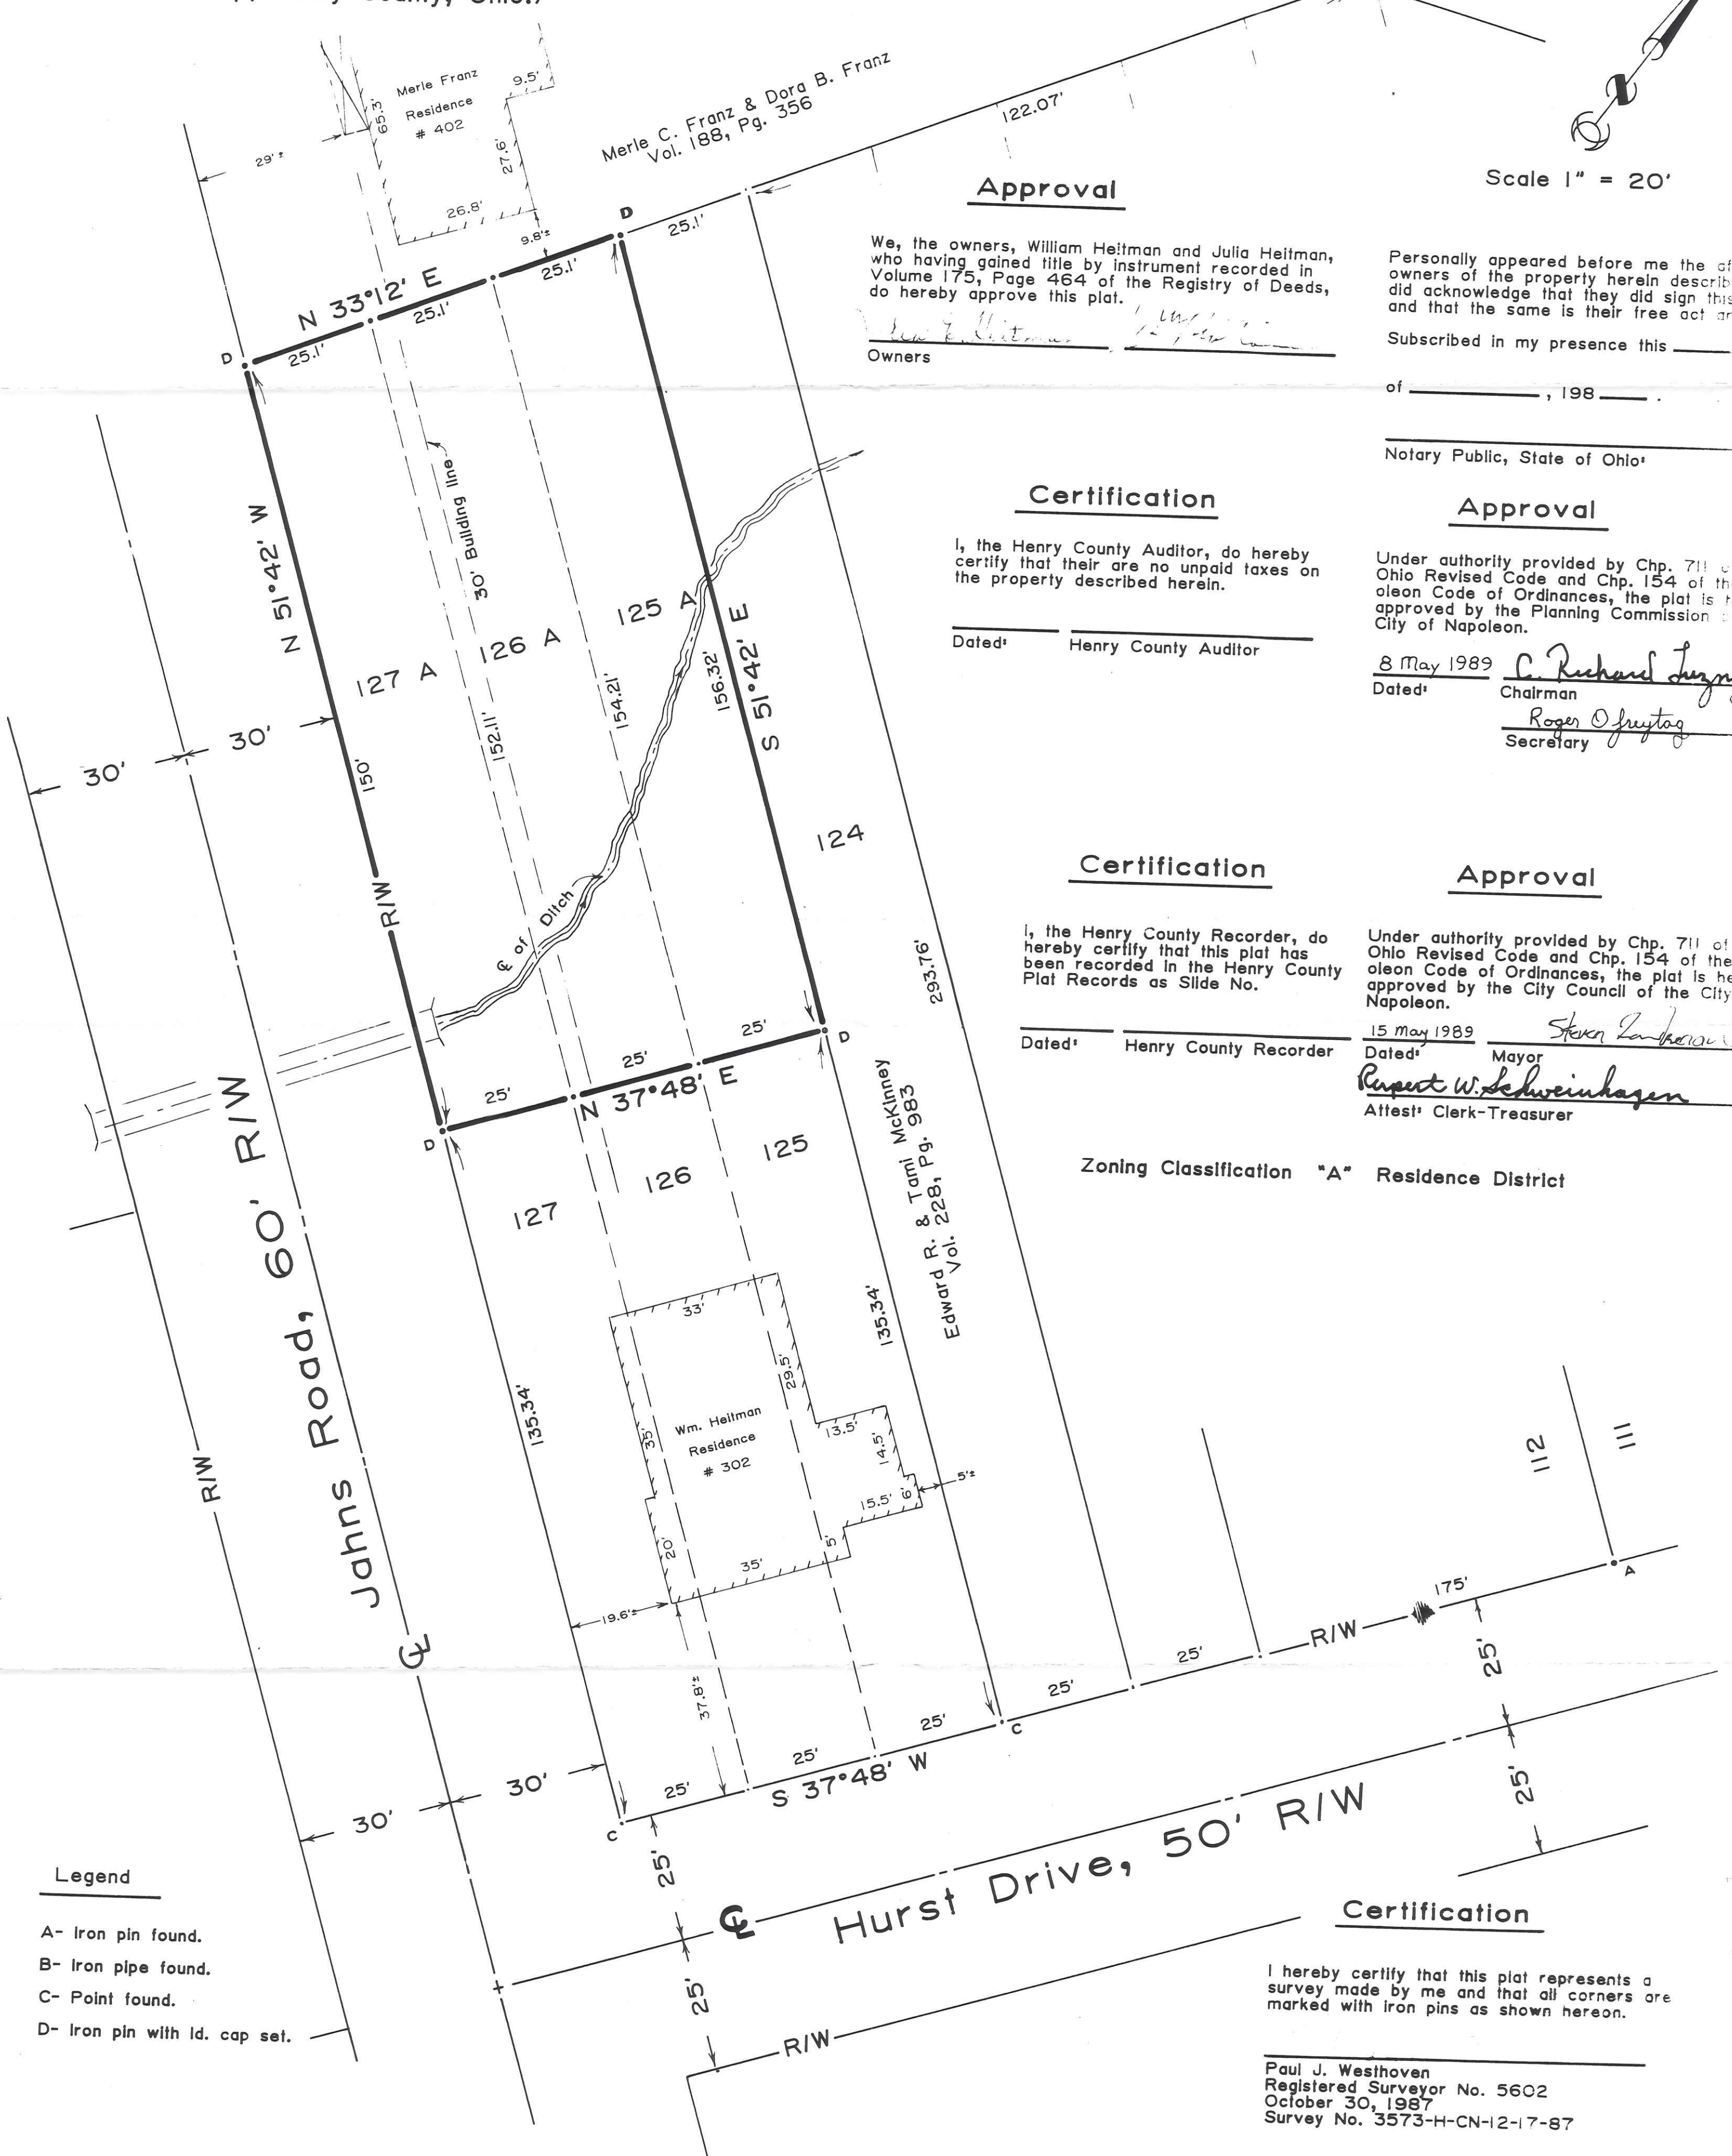 County, Ohio.)
Merle Franz
Residence
# 402
65.3'
9.5'
27.6'
26.8'
29'±
9.8'±
Merle C. Franz & Dora B. Franz
Vol. 188, Pg. 356
122.07'
Scale 1" = 20'
D
25.1'
N 33°12' E
25.1'
25.1'
25.1'
D
Approval
We, the owners, William Heitman and Julia Heitman,
who having gained title by instrument recorded in
Volume 175, Page 464 of the Registry of Deeds,
do hereby approve this plat.
Owners
Personally appeared before me the
owners of the property herein
did acknowledge that they did sign
and that the same is their free act
Subscribed in my presence this
of , 198 .
Notary Public, State of Ohio:
Certification
I, the Henry County Auditor, do hereby
certify that their are no unpaid taxes on
the property described herein.
Dated: Henry County Auditor
Approval
Under authority provided by Chp. 711
Ohio Revised Code and Chp. 154 of
oleon Code of Ordinances, the plat is
approved by the Planning Commission
City of Napoleon.
8 May 1989 C. Richard
Dated: Chairman
Roger O Freytag
Secretary
N 51°42' W
30' Building line
127 A
126 A
125 A
150'
152.11'
154.21'
156.32'
S 51°42' E
30'
30'
124
R/W
℄ of Ditch
293.76'
Certification
I, the Henry County Recorder, do
hereby certify that this plat has
been recorded in the Henry County
Plat Records as Slide No.
Dated: Henry County Recorder
Approval
Under authority provided by Chp. 711 of
Ohio Revised Code and Chp. 154 of the
oleon Code of Ordinances, the plat is
approved by the City Council of the City
Napoleon.
15 May 1989 Steven
Dated: Mayor
Rupert W. Schweinhagen
Attest: Clerk-Treasurer
Zoning Classification "A" Residence District
D
25'
25'
25'
D
N 37°48' E
127
126
125
Edward R. & Tami McKinney
Vol. 228, Pg. 983
135.34'
135.34'
33'
29.5'
13.5'
14.5'
6'
5'±
15.5'
5'
35'
35'
20'
19.6'±
37.8'±
Wm. Heitman
Residence
# 302
Jahns Road, 60' R/W
R/W
℄
112
111
A
175'
R/W
25'
25'
25'
25'
25'
25'
25'
C
S 37°48' W
C
30'
30'
25'
25'
℄
Hurst Drive, 50' R/W
R/W
Legend
A- Iron pin found.
B- Iron pipe found.
C- Point found.
D- Iron pin with Id. cap set.
Certification
I hereby certify that this plat represents a
survey made by me and that all corners are
marked with iron pins as shown hereon.
Paul J. Westhoven
Registered Surveyor No. 5602
October 30, 1987
Survey No. 3573-H-CN-12-17-87